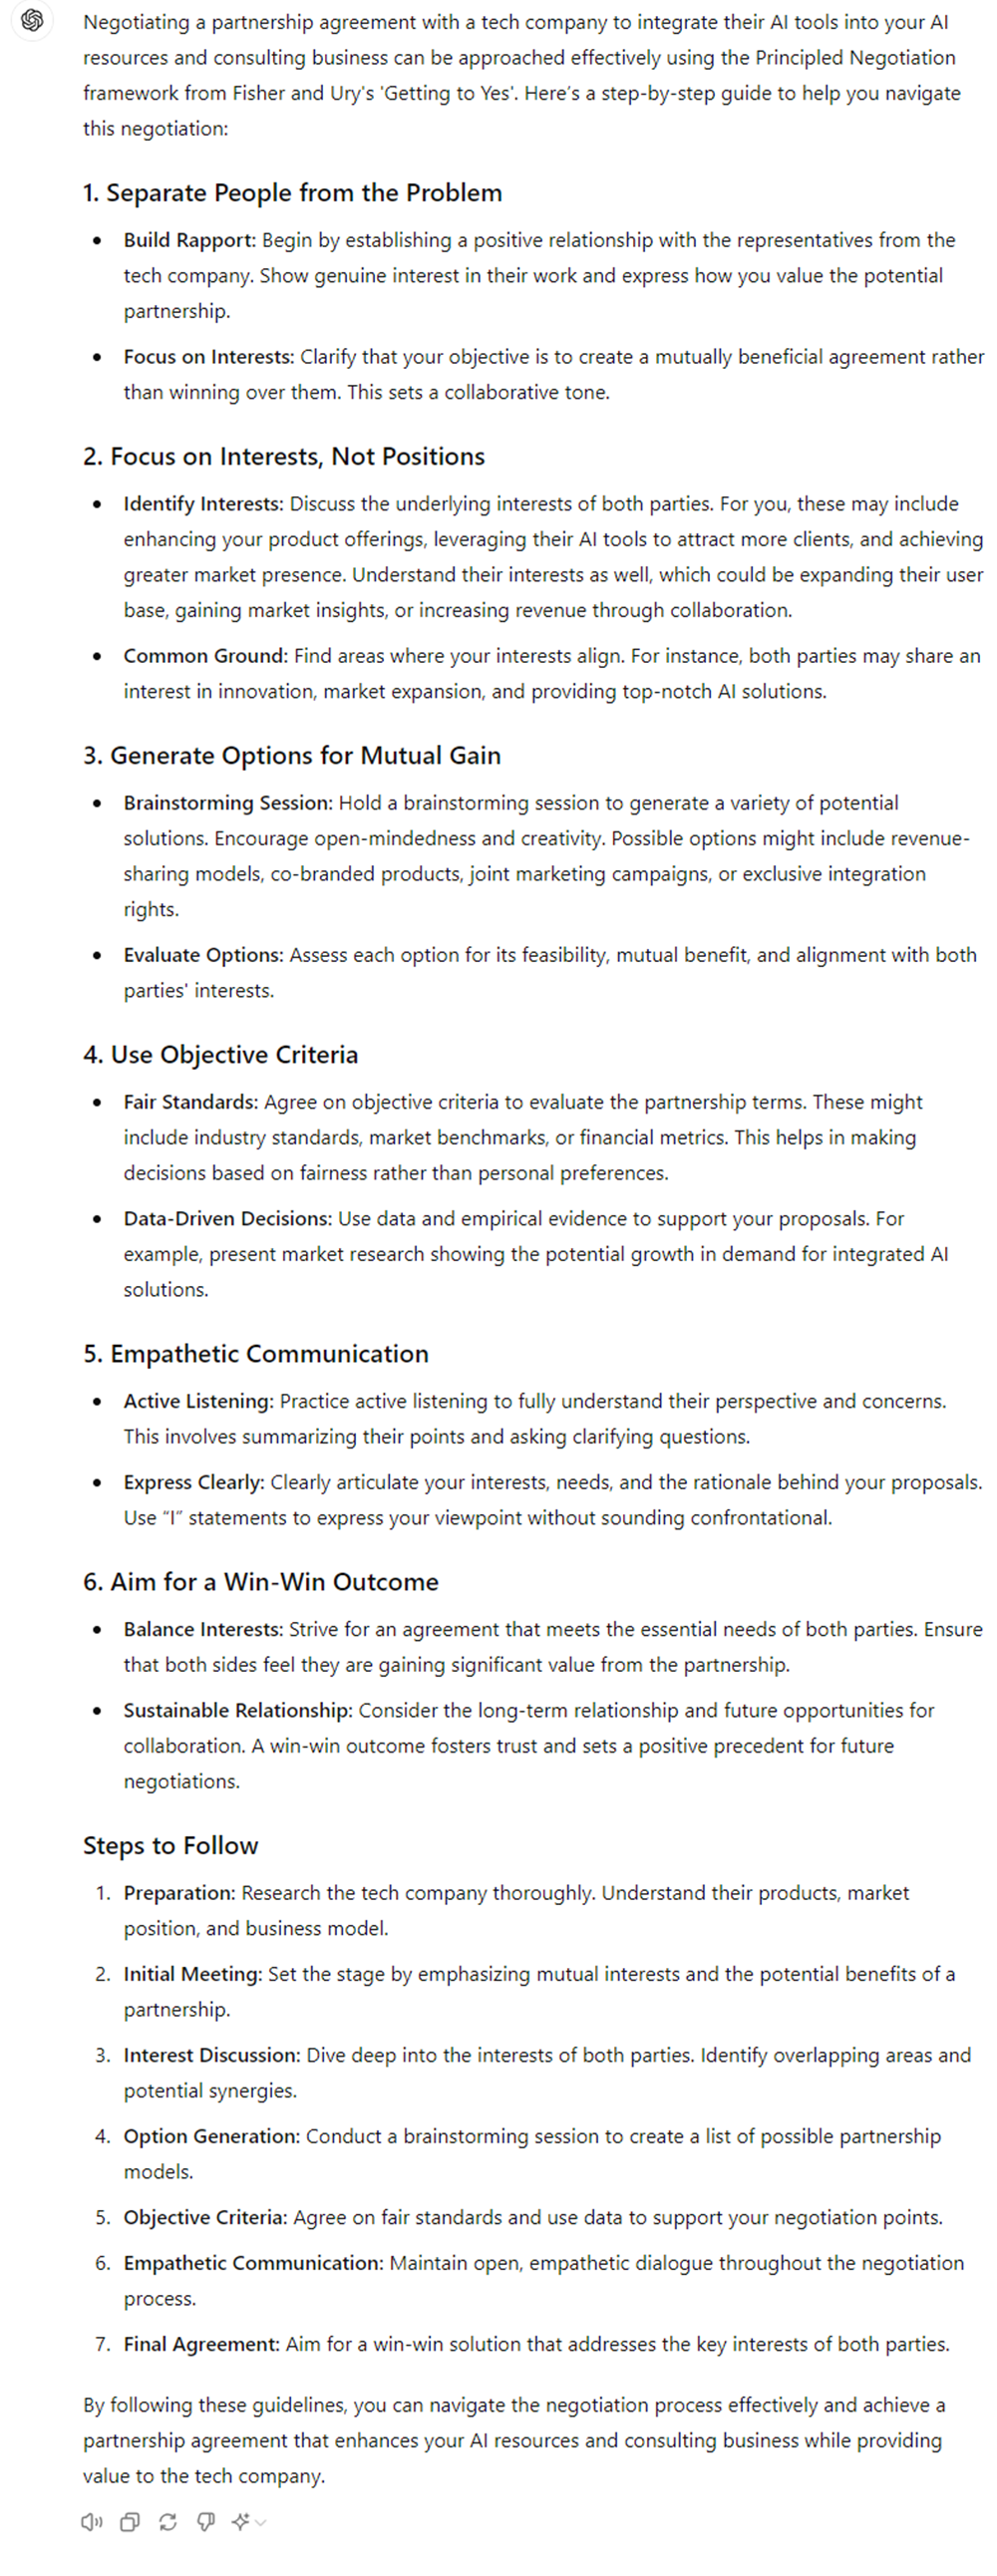 Negotiating a partnership agreement with a tech company to integrate their AI tools into your AI
resources and consulting business can be approached effectively using the Principled Negotiation
framework from Fisher and Ury's 'Getting to Yes'. Here's a step-by-step guide to help you navigate
this negotiation:
1. Separate People from the Problem
• Build Rapport: Begin by establishing a positive relationship with the representatives from the
tech company. Show genuine interest in their work and express how you value the potential
partnership.
• Focus on Interests: Clarify that your objective is to create a mutually beneficial agreement rather
than winning over them. This sets a collaborative tone.
2. Focus on Interests, Not Positions
• Identify Interests: Discuss the underlying interests of both parties. For you, these may include
enhancing your product offerings, leveraging their AI tools to attract more clients, and achieving
greater market presence. Understand their interests as well, which could be expanding their user
base, gaining market insights, or increasing revenue through collaboration.
• Common Ground: Find areas where your interests align. For instance, both parties may share an
interest in innovation, market expansion, and providing top-notch AI solutions.
3. Generate Options for Mutual Gain
• Brainstorming Session: Hold a brainstorming session to generate a variety of potential
solutions. Encourage open-mindedness and creativity. Possible options might include revenue-
sharing models, co-branded products, joint marketing campaigns, or exclusive integration
rights.
• Evaluate Options: Assess each option for its feasibility, mutual benefit, and alignment with both
parties' interests.
4. Use Objective Criteria
• Fair Standards: Agree on objective criteria to evaluate the partnership terms. These might
include industry standards, market benchmarks, or financial metrics. This helps in making
decisions based on fairness rather than personal preferences.
• Data-Driven Decisions: Use data and empirical evidence to support your proposals. For
example, present market research showing the potential growth in demand for integrated AI
solutions.
5. Empathetic Communication
• Active Listening: Practice active listening to fully understand their perspective and concerns.
This involves summarizing their points and asking clarifying questions.
• Express Clearly: Clearly articulate your interests, needs, and the rationale behind your proposals.
Use “I” statements to express your viewpoint without sounding confrontational.
6. Aim for a Win-Win Outcome
• Balance Interests: Strive for an agreement that meets the essential needs of both parties. Ensure
that both sides feel they are gaining significant value from the partnership.
• Sustainable Relationship: Consider the long-term relationship and future opportunities for
collaboration. A win-win outcome fosters trust and sets a positive precedent for future
negotiations.
Steps to Follow
1. Preparation: Research the tech company thoroughly. Understand their products, market
position, and business model.
2. Initial Meeting: Set the stage by emphasizing mutual interests and the potential benefits of a
partnership.
3. Interest Discussion: Dive deep into the interests of both parties. Identify overlapping areas and
potential synergies.
4. Option Generation: Conduct a brainstorming session to create a list of possible partnership
models.
5. Objective Criteria: Agree on fair standards and use data to support your negotiation points.
6. Empathetic Communication: Maintain open, empathetic dialogue throughout the negotiation
process.
7. Final Agreement: Aim for a win-win solution that addresses the key interests of both parties.
By following these guidelines, you can navigate the negotiation process effectively and achieve a
partnership agreement that enhances your AI resources and consulting business while providing
value to the tech company.